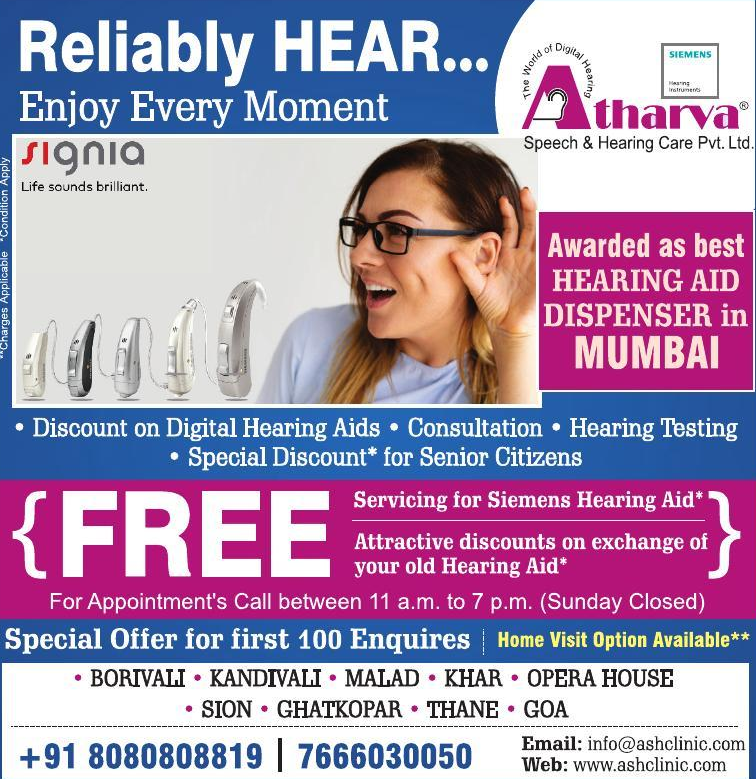 Reliably HEAR...
Enjoy Every Moment
The World of Digital Hearing
SIEMENS
Hearing
Instruments
Atharva®
Speech & Hearing Care Pvt. Ltd.
signia
Life sounds brilliant.
**Charges Applicable *Condition Apply
Awarded as best
HEARING AID
DISPENSER in
MUMBAI
• Discount on Digital Hearing Aids • Consultation • Hearing Testing
• Special Discount* for Senior Citizens
{FREE
Servicing for Siemens Hearing Aid*
Attractive discounts on exchange of
your old Hearing Aid*}
For Appointment's Call between 11 a.m. to 7 p.m. (Sunday Closed)
Special Offer for first 100 Enquires | Home Visit Option Available**
• BORIVALI • KANDIVALI • MALAD • KHAR • OPERA HOUSE
• SION • GHATKOPAR • THANE • GOA
+91 8080808819 | 7666030050
Email: info@ashclinic.com
Web: www.ashclinic.com